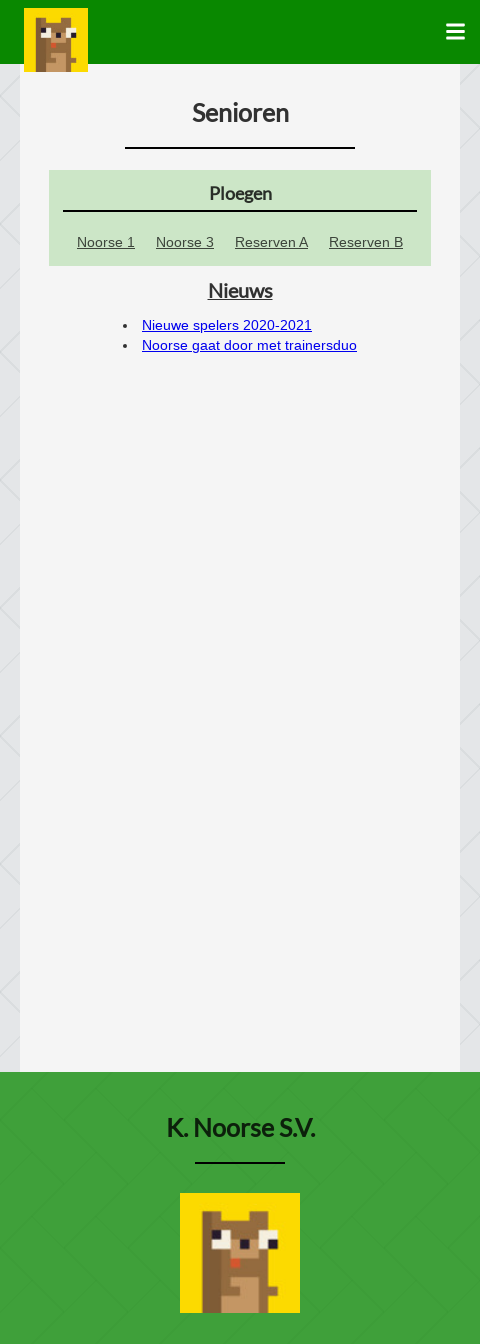 Senioren
Ploegen
Noorse 1 Noorse 3 Reserven A Reserven B
Nieuws
Nieuwe spelers 2020-2021
Noorse gaat door met trainersduo
K. Noorse S.V.